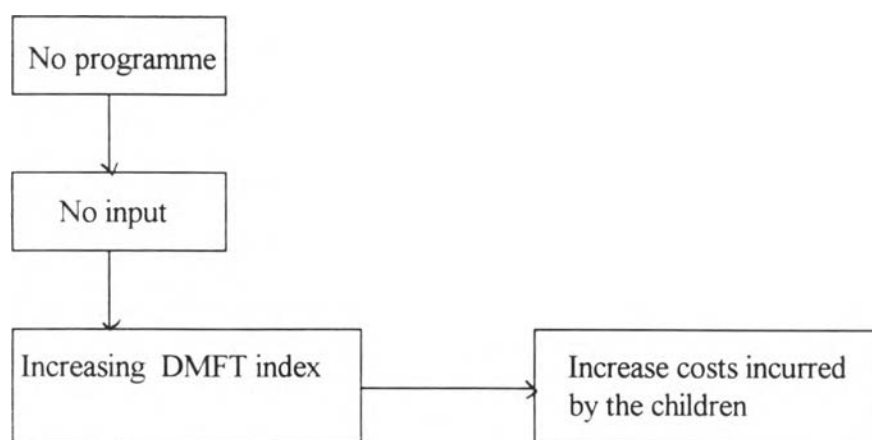 No programme
No input
Increasing DMFT index
Increase costs incurred
by the children